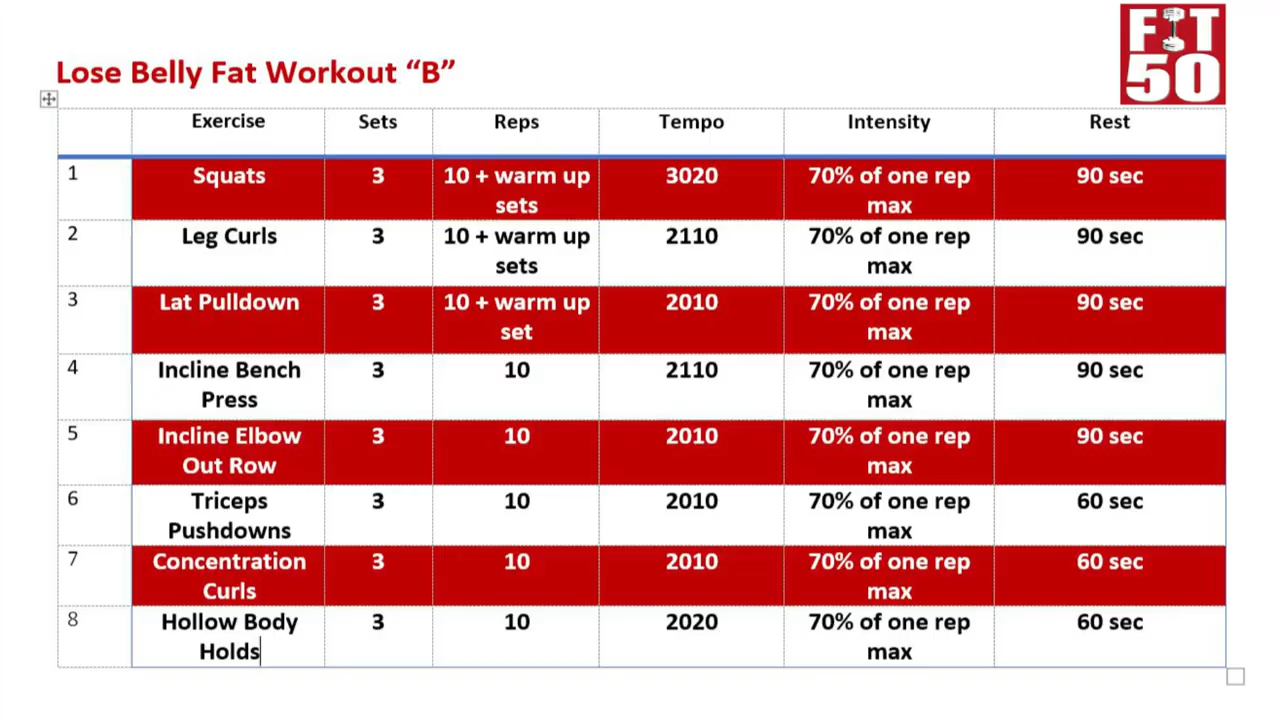 FIT
50
Lose Belly Fat Workout “B”
Exercise Sets Reps Tempo Intensity Rest
1 Squats 3 10 + warm up sets 3020 70% of one rep max 90 sec
2 Leg Curls 3 10 + warm up sets 2110 70% of one rep max 90 sec
3 Lat Pulldown 3 10 + warm up set 2010 70% of one rep max 90 sec
4 Incline Bench Press 3 10 2110 70% of one rep max 90 sec
5 Incline Elbow Out Row 3 10 2010 70% of one rep max 90 sec
6 Triceps Pushdowns 3 10 2010 70% of one rep max 60 sec
7 Concentration Curls 3 10 2010 70% of one rep max 60 sec
8 Hollow Body Holds 3 10 2020 70% of one rep max 60 sec